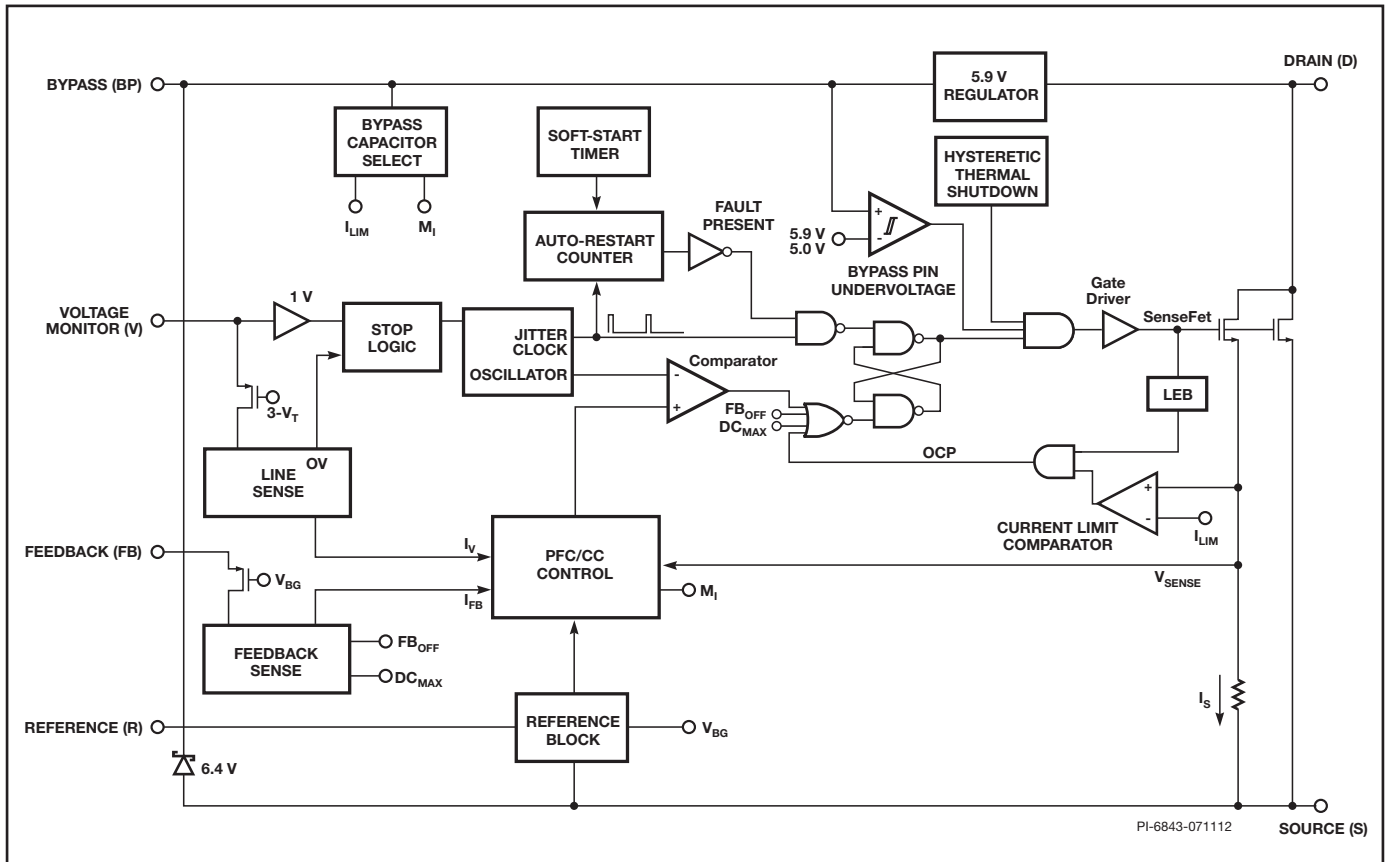 BYPASS (BP)
DRAIN (D)
5.9 V
REGULATOR
BYPASS
CAPACITOR
SELECT
SOFT-START
TIMER
HYSTERETIC
THERMAL
SHUTDOWN
I_LIM
M_I
AUTO-RESTART
COUNTER
FAULT
PRESENT
5.9 V
5.0 V
+
-
BYPASS PIN
UNDERVOLTAGE
VOLTAGE
MONITOR (V)
1 V
STOP
LOGIC
JITTER
CLOCK
OSCILLATOR
Gate
Driver
SenseFet
Comparator
-
+
FB_OFF
DC_MAX
LEB
3-V_T
OV
LINE
SENSE
OCP
+
-
CURRENT LIMIT
COMPARATOR
I_LIM
FEEDBACK (FB)
V_BG
I_V
I_FB
PFC/CC
CONTROL
M_I
V_SENSE
FEEDBACK
SENSE
FB_OFF
DC_MAX
I_S
REFERENCE (R)
REFERENCE
BLOCK
V_BG
6.4 V
PI-6843-071112
SOURCE (S)